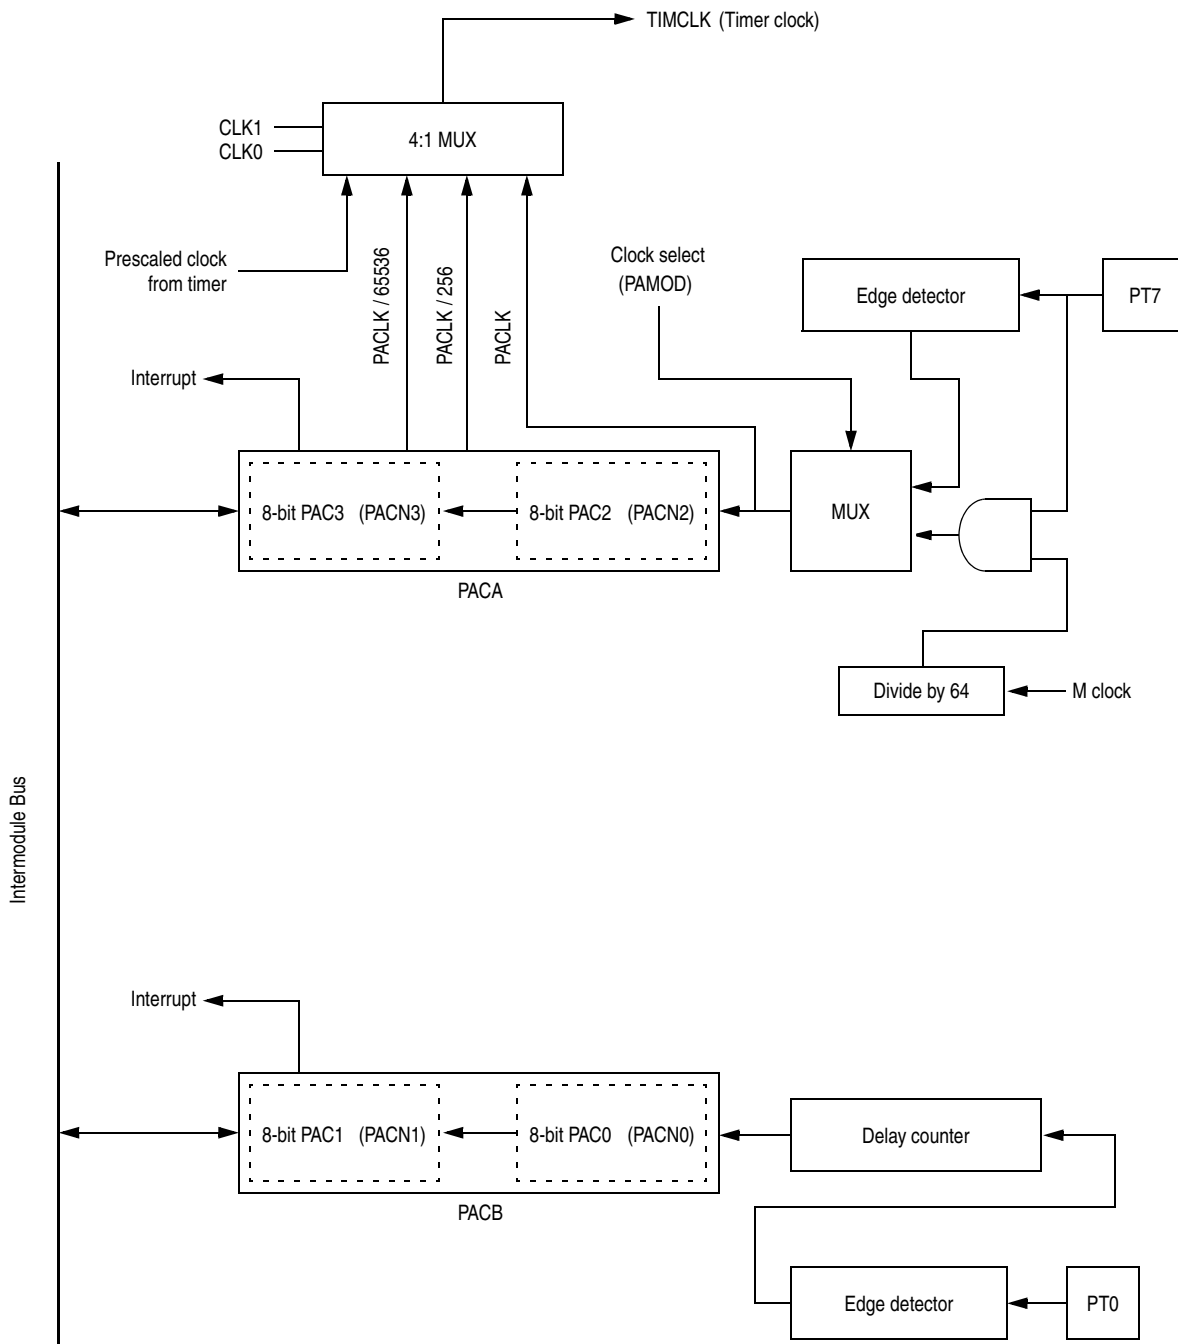 TIMCLK (Timer clock)
CLK1
CLK0
4:1 MUX
Prescaled clock
from timer
PACLK / 65536
PACLK / 256
PACLK
Clock select
(PAMOD)
Edge detector
PT7
Interrupt
8-bit PAC3 (PACN3)
8-bit PAC2 (PACN2)
MUX
PACA
Divide by 64
M clock
Intermodule Bus
Interrupt
8-bit PAC1 (PACN1)
8-bit PAC0 (PACN0)
Delay counter
PACB
Edge detector
PT0